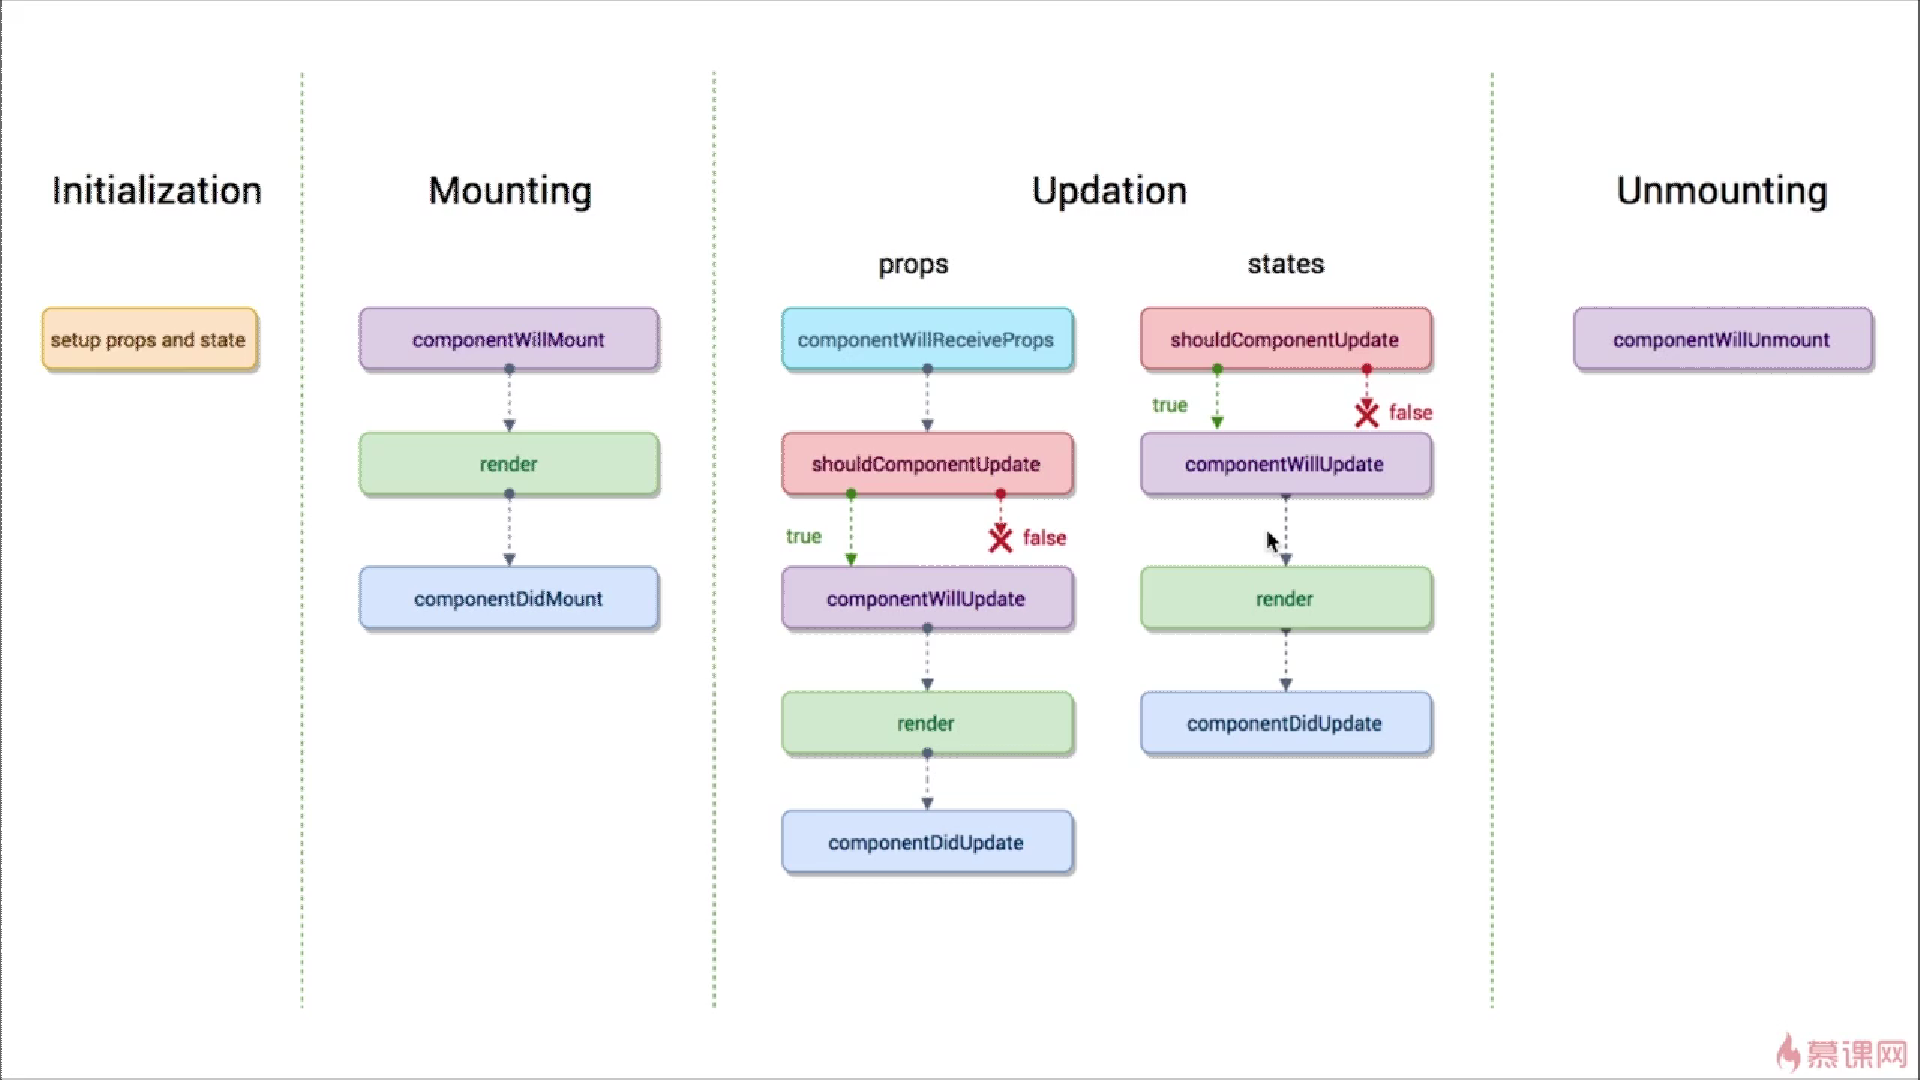 Initialization
Mounting
Updation
Unmounting
props
states
setup props and state
componentWillMount
componentWillReceiveProps
shouldComponentUpdate
componentWillUnmount
true
false
render
shouldComponentUpdate
componentWillUpdate
true
false
componentDidMount
componentWillUpdate
render
render
componentDidUpdate
componentDidUpdate
慕课网